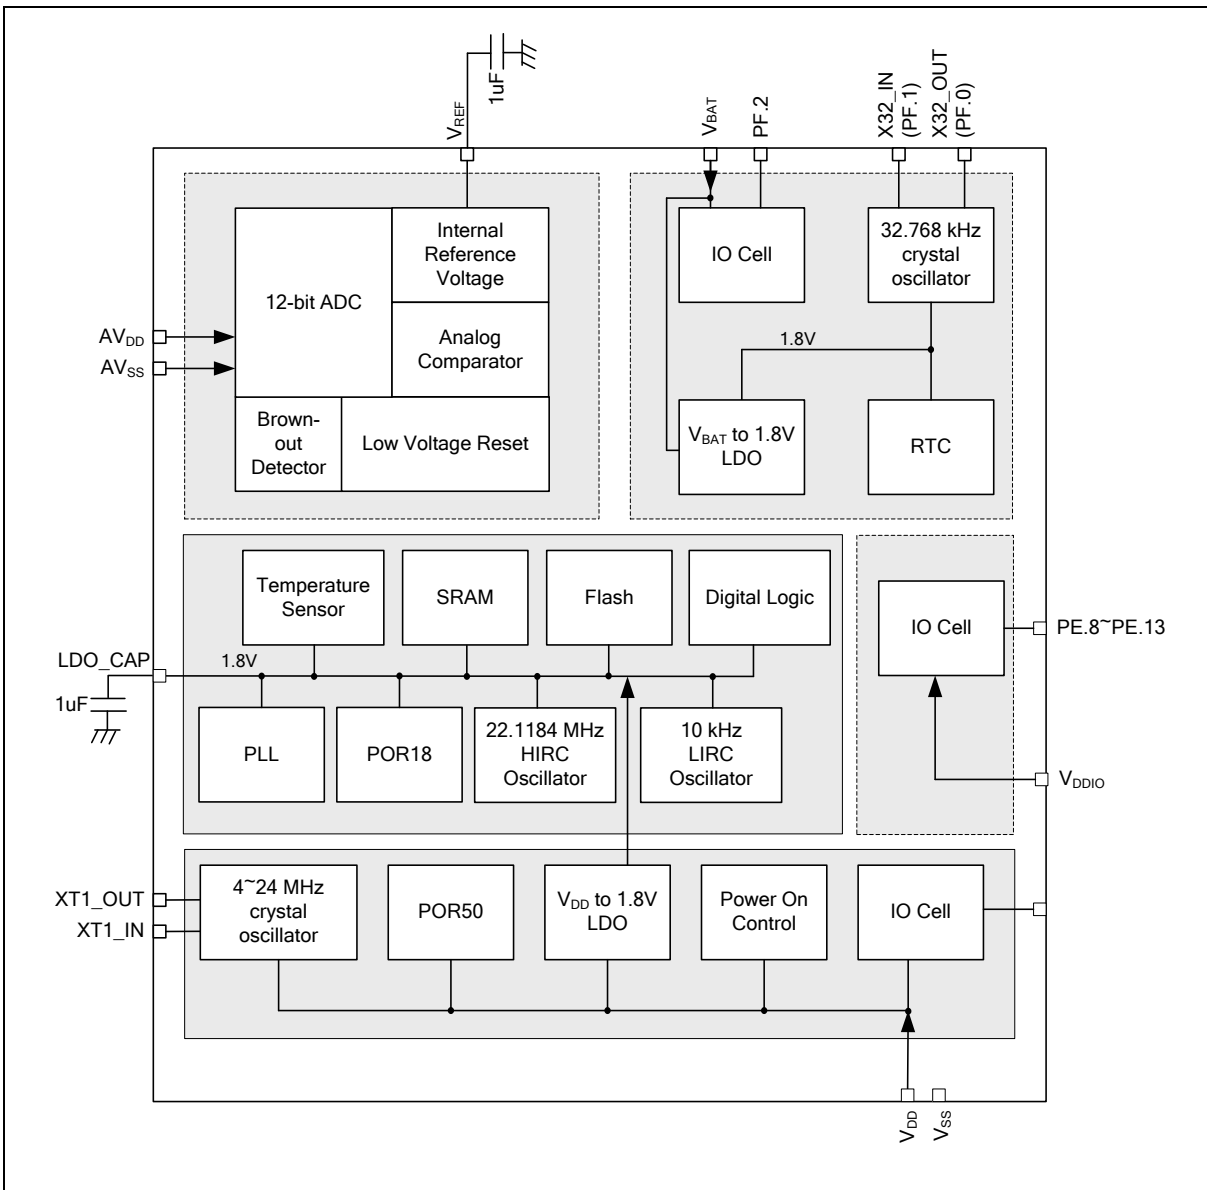 1uF
VREF
VBAT
PF.2
X32_IN
(PF.1)
X32_OUT
(PF.0)
12-bit ADC
Internal
Reference
Voltage
Analog
Comparator
Brown-
out
Detector
Low Voltage Reset
AVDD
AVSS
IO Cell
32.768 kHz
crystal
oscillator
1.8V
VBAT to 1.8V
LDO
RTC
Temperature
Sensor
SRAM
Flash
Digital Logic
LDO_CAP
1.8V
1uF
PLL
POR18
22.1184 MHz
HIRC
Oscillator
10 kHz
LIRC
Oscillator
IO Cell
PE.8~PE.13
VDDIO
XT1_OUT
XT1_IN
4~24 MHz
crystal
oscillator
POR50
VDD to 1.8V
LDO
Power On
Control
IO Cell
VDD
VSS